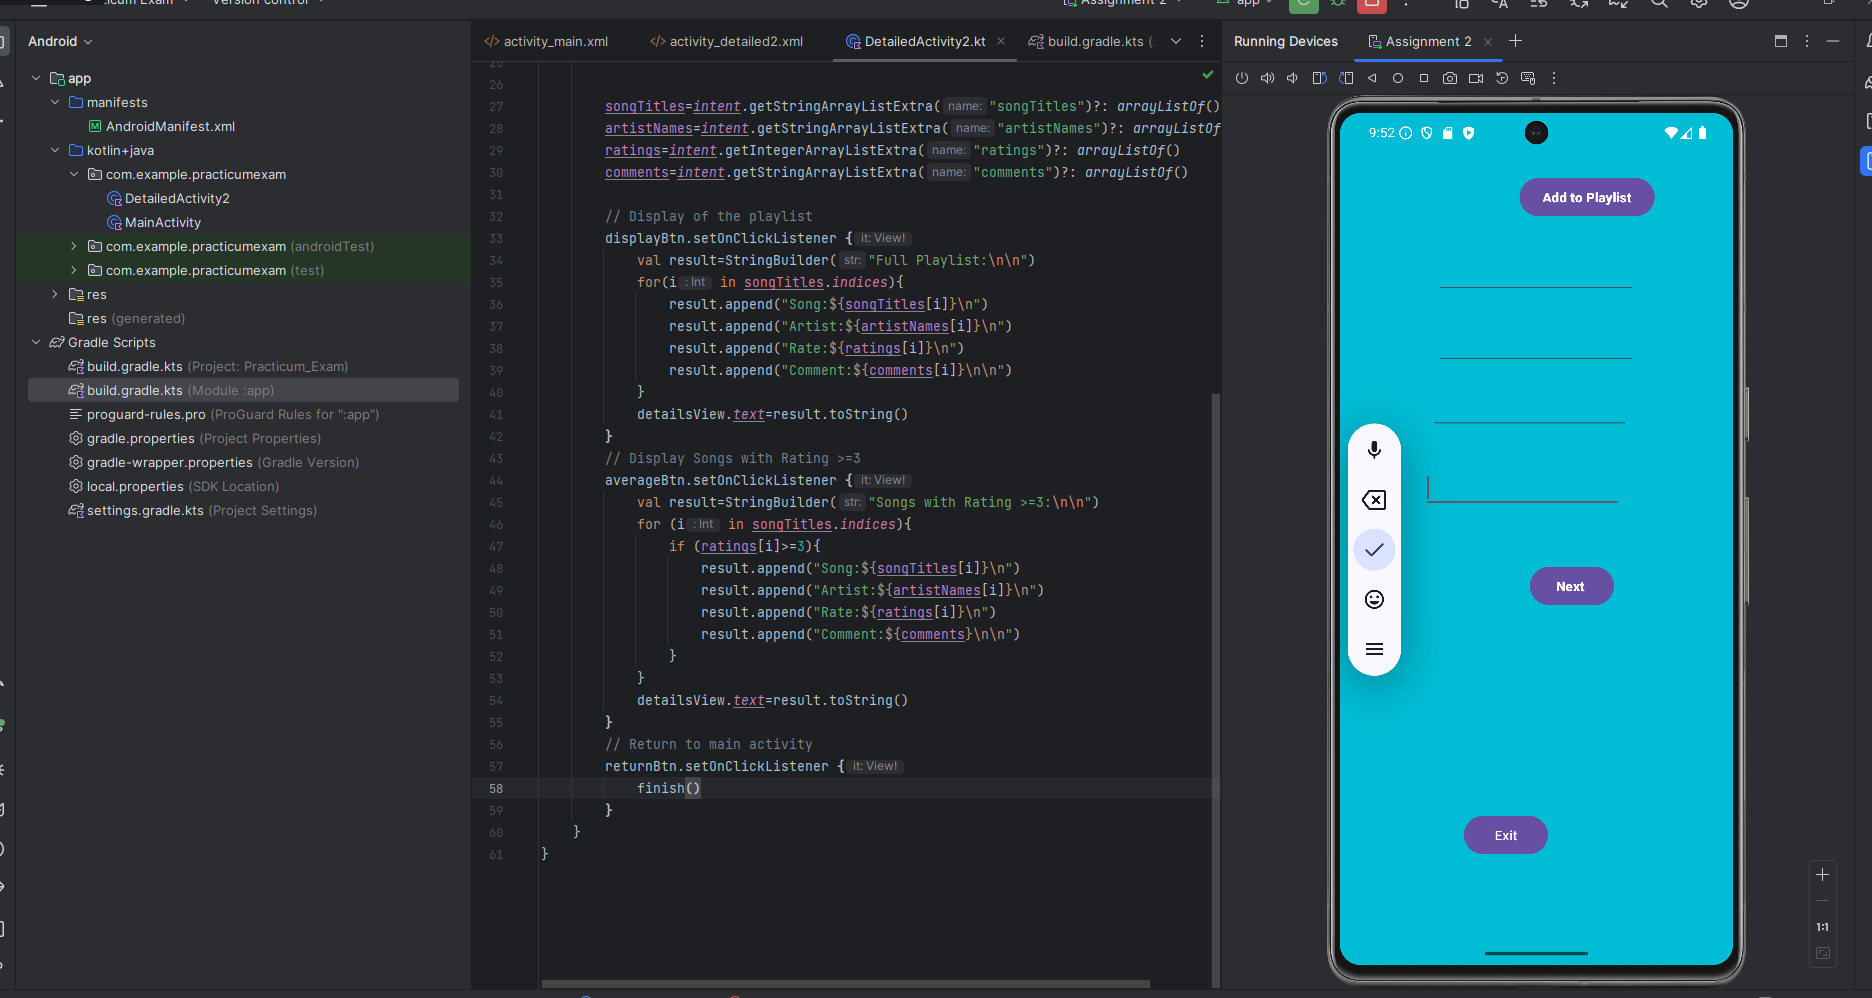 Version control
Assignment 2
app
Android
activity_main.xml
activity_detailed2.xml
DetailedActivity2.kt
build.gradle.kts (
Running Devices
Assignment 2
app
manifests
AndroidManifest.xml
kotlin+java
com.example.practicumexam
DetailedActivity2
MainActivity
com.example.practicumexam (androidTest)
com.example.practicumexam (test)
res
res (generated)
Gradle Scripts
build.gradle.kts (Project: Practicum_Exam)
build.gradle.kts (Module :app)
proguard-rules.pro (ProGuard Rules for ":app")
gradle.properties (Project Properties)
gradle-wrapper.properties (Gradle Version)
local.properties (SDK Location)
settings.gradle.kts (Project Settings)
25
26
27 songTitles=intent.getStringArrayListExtra( name: "songTitles")?: arrayListOf()
28 artistNames=intent.getStringArrayListExtra( name: "artistNames")?: arrayListOf
29 ratings=intent.getIntegerArrayListExtra( name: "ratings")?: arrayListOf()
30 comments=intent.getStringArrayListExtra( name: "comments")?: arrayListOf()
31
32 // Display of the playlist
33 displayBtn.setOnClickListener { it: View!
34 val result=StringBuilder( str: "Full Playlist:\n\n")
35 for(i : Int in songTitles.indices){
36 result.append("Song:${songTitles[i]}\n")
37 result.append("Artist:${artistNames[i]}\n")
38 result.append("Rate:${ratings[i]}\n")
39 result.append("Comment:${comments[i]}\n\n")
40 }
41 detailsView.text=result.toString()
42 }
43 // Display Songs with Rating >=3
44 averageBtn.setOnClickListener { it: View!
45 val result=StringBuilder( str: "Songs with Rating >=3:\n\n")
46 for (i : Int in songTitles.indices){
47 if (ratings[i]>=3){
48 result.append("Song:${songTitles[i]}\n")
49 result.append("Artist:${artistNames[i]}\n")
50 result.append("Rate:${ratings[i]}\n")
51 result.append("Comment:${comments}\n\n")
52 }
53 }
54 detailsView.text=result.toString()
55 }
56 // Return to main activity
57 returnBtn.setOnClickListener { it: View!
58 finish()
59 }
60 }
61 }
9:52
Add to Playlist
Next
Exit
1:1